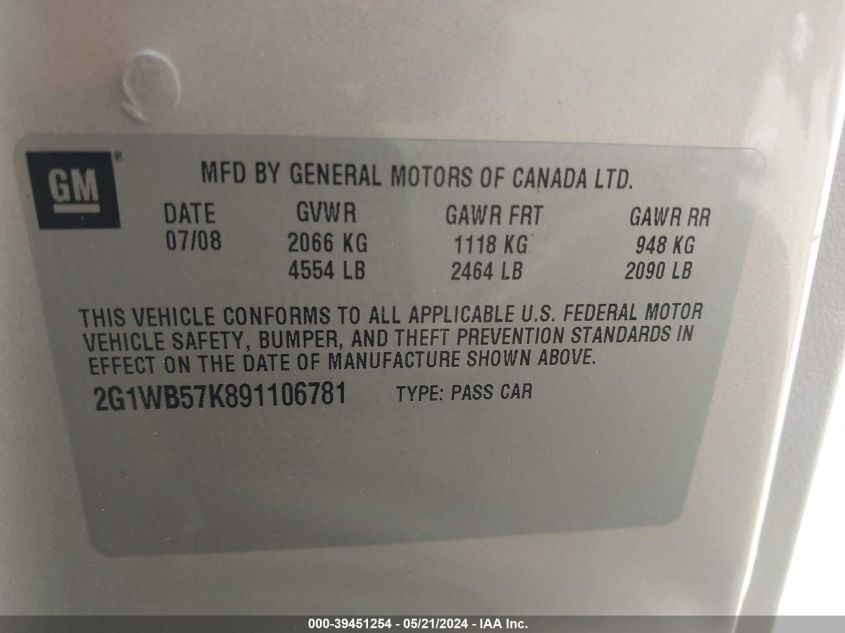 GM®
MFD BY GENERAL MOTORS OF CANADA LTD.
DATE GVWR GAWR FRT GAWR RR
07/08 2066 KG 1118 KG 948 KG
4554 LB 2464 LB 2090 LB
THIS VEHICLE CONFORMS TO ALL APPLICABLE U.S. FEDERAL MOTOR
VEHICLE SAFETY, BUMPER, AND THEFT PREVENTION STANDARDS IN
EFFECT ON THE DATE OF MANUFACTURE SHOWN ABOVE.
2G1WB57K891106781 TYPE: PASS CAR
000-39451254 - 05/21/2024 - IAA Inc.